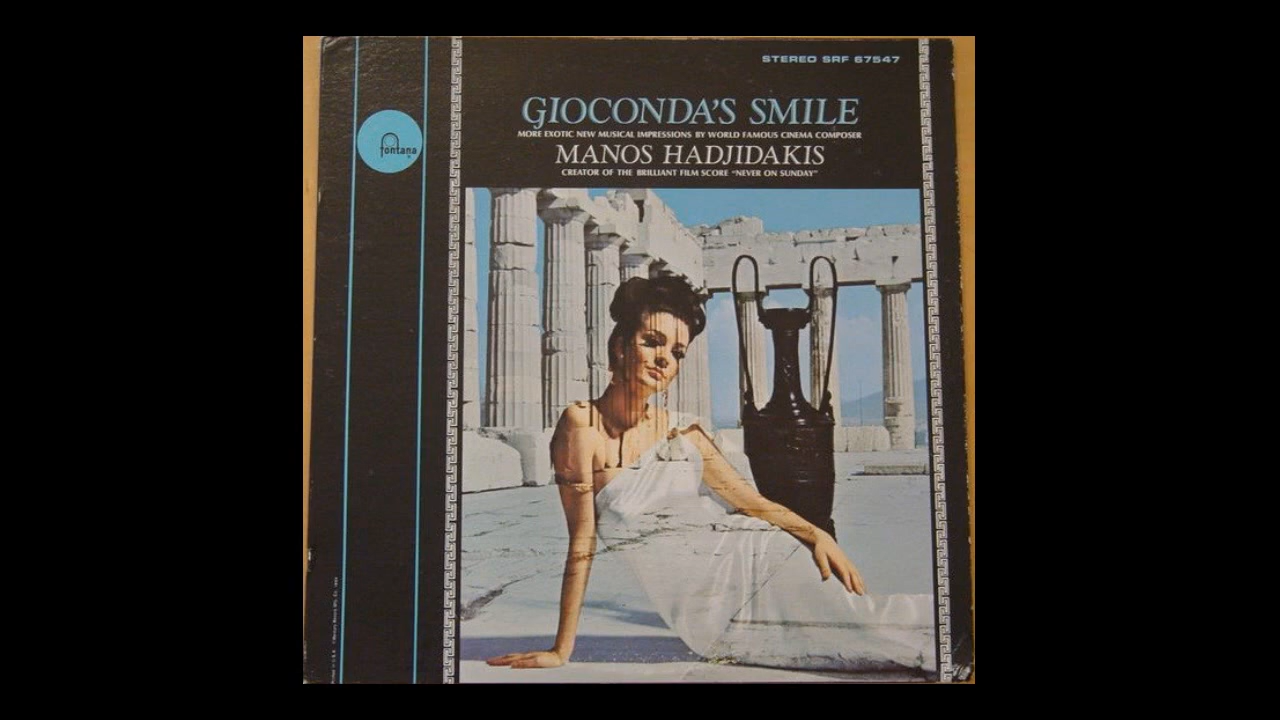 STEREO SRF 67547
GIOCONDA'S SMILE
MORE EXOTIC NEW MUSICAL IMPRESSIONS BY WORLD FAMOUS CINEMA COMPOSER
MANOS HADJIDAKIS
CREATOR OF THE BRILLIANT FILM SCORE "NEVER ON SUNDAY"
fontana